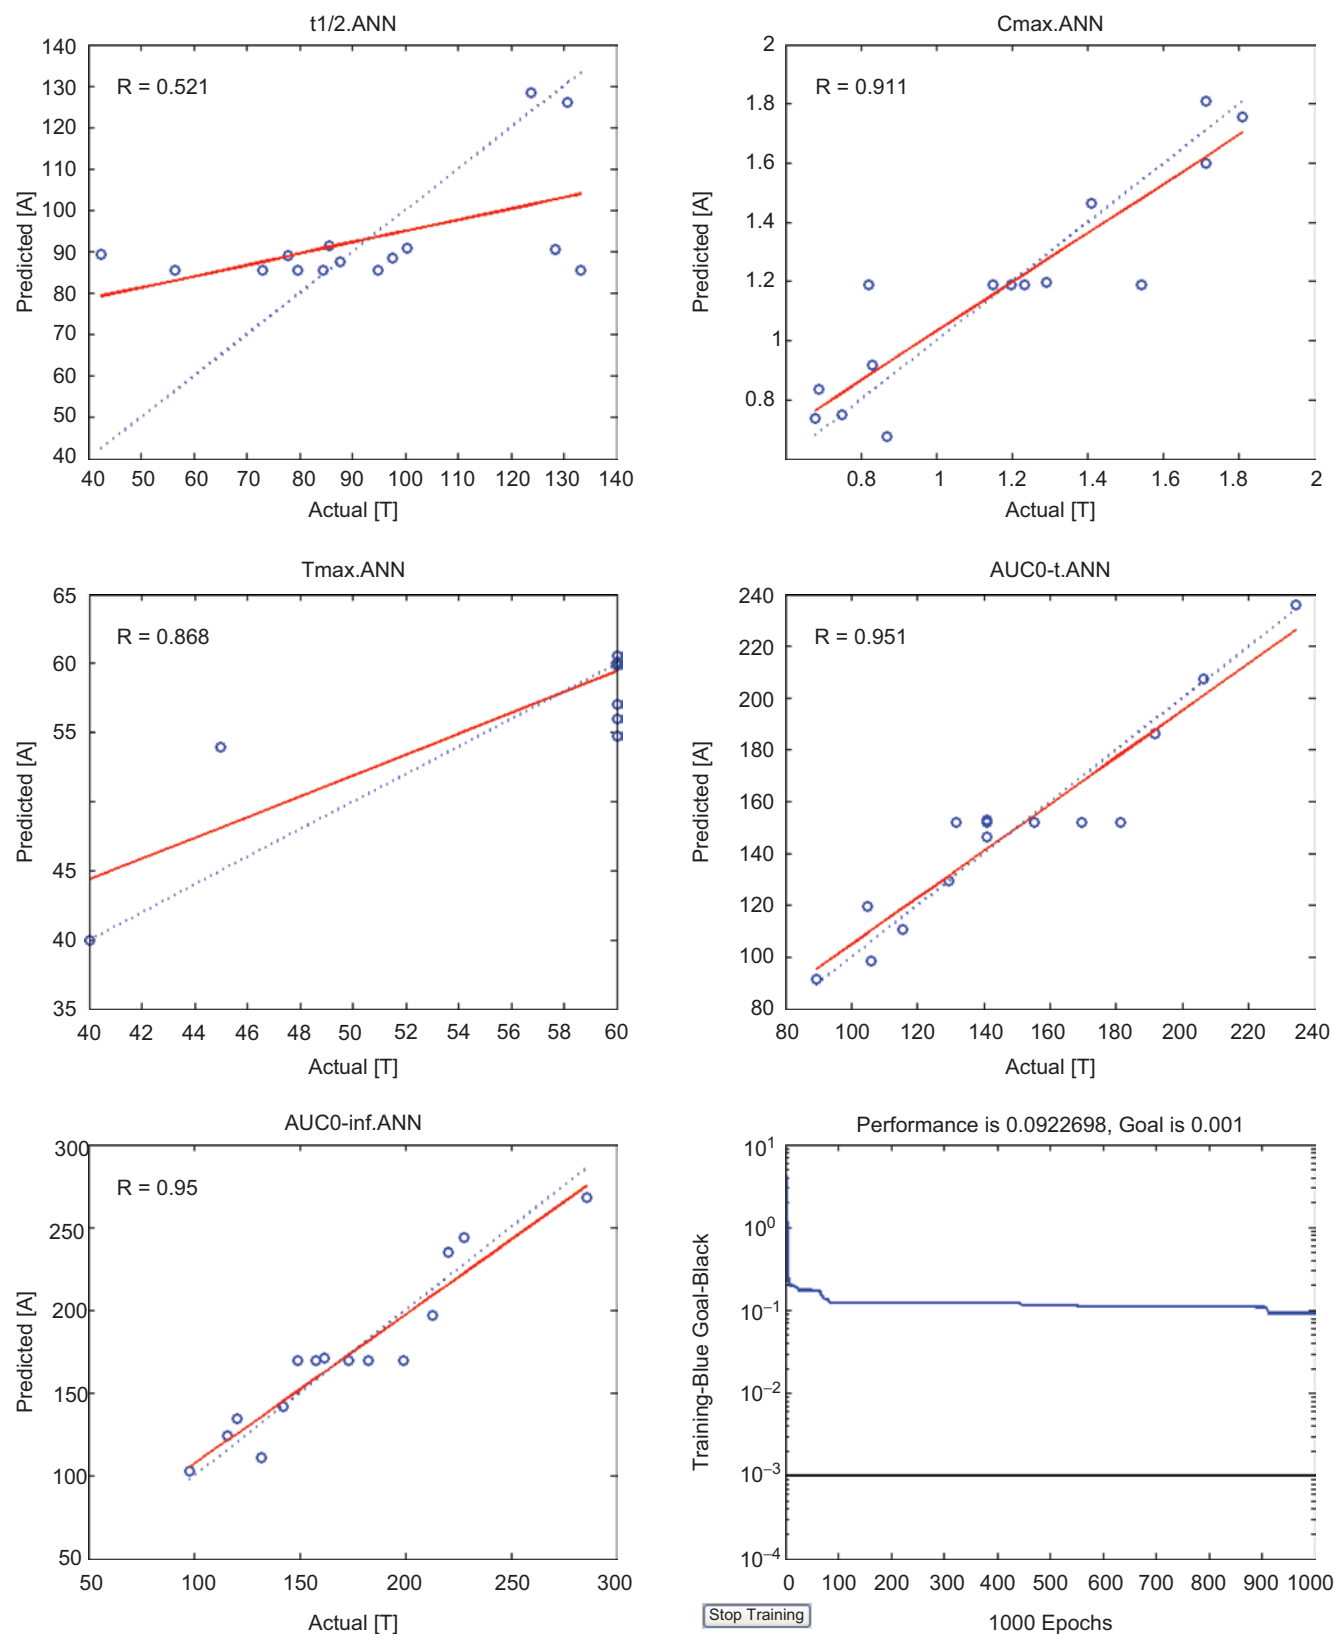 t1/2.ANN
R = 0.521
140
130
120
110
100
90
80
70
60
50
40
Predicted [A]
40 50 60 70 80 90 100 110 120 130 140
Actual [T]
Cmax.ANN
R = 0.911
2
1.8
1.6
1.4
1.2
1
0.8
Predicted [A]
0.8 1 1.2 1.4 1.6 1.8 2
Actual [T]
Tmax.ANN
R = 0.868
65
60
55
45
40
35
Predicted [A]
40 42 44 46 48 50 52 54 56 58 60
Actual [T]
AUC0-t.ANN
R = 0.951
240
220
200
180
160
140
120
100
80
Predicted [A]
80 100 120 140 160 180 200 220 240
Actual [T]
AUC0-inf.ANN
R = 0.95
300
250
200
150
100
50
Predicted [A]
50 100 150 200 250 300
Actual [T]
Performance is 0.0922698, Goal is 0.001
10¹
10⁰
10⁻¹
10⁻²
10⁻³
10⁻⁴
Training-Blue Goal-Black
0 100 200 300 400 500 600 700 800 900 1000
Stop Training
1000 Epochs